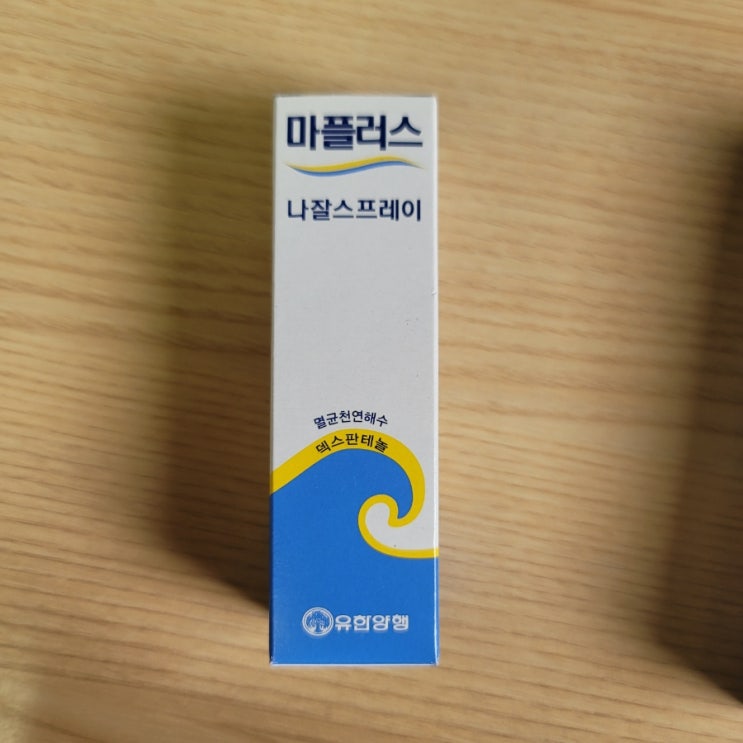 마플러스
나잘스프레이
멸균천연해수
덱스판테놀
유한양행